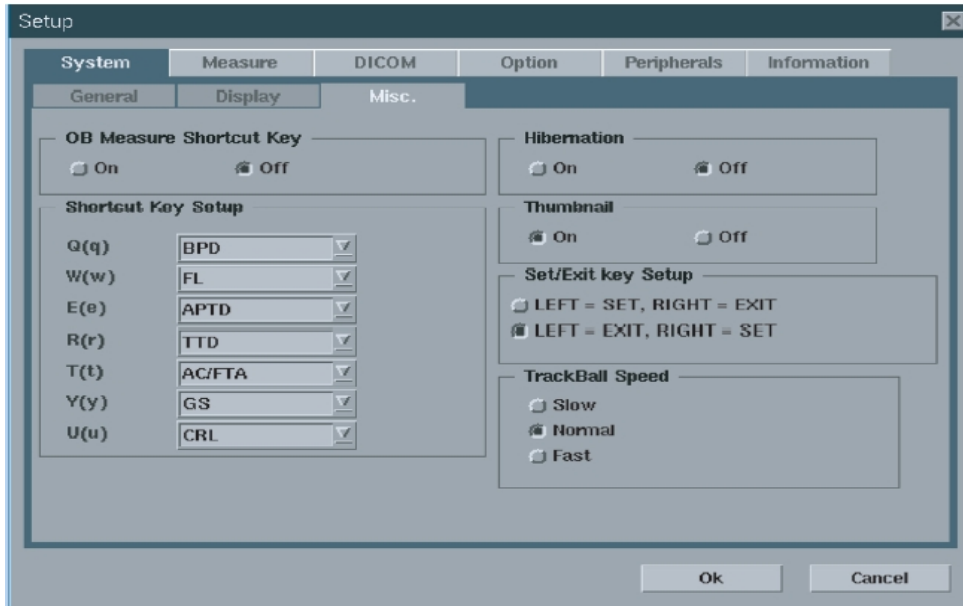 Setup
System Measure DICOM Option Peripherals Information
General Display Misc.
OB Measure Shortcut Key
On Off
Shortcut Key Setup
Q(q) BPD
W(w) FL
E(e) APTD
R(r) TTD
T(t) AC/FTA
Y(y) GS
U(u) CRL
Hibernation
On Off
Thumbnail
On Off
Set/Exit key Setup
LEFT = SET, RIGHT = EXIT
LEFT = EXIT, RIGHT = SET
TrackBall Speed
Slow
Normal
Fast
Ok Cancel